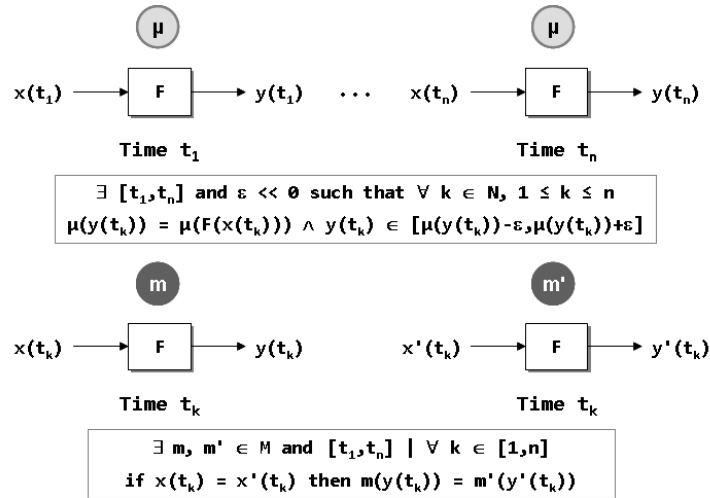 μ μ
x(t₁) F y(t₁) ... x(tₙ) F y(tₙ)
Time t₁ Time tₙ
∃ [t₁,tₙ] and ε << 0 such that ∀ k ∈ N, 1 ≤ k ≤ n
μ(y(tₖ)) = μ(F(x(tₖ))) ∧ y(tₖ) ∈ [μ(y(tₖ))-ε,μ(y(tₖ))+ε]
m m'
x(tₖ) F y(tₖ) x'(tₖ) F y'(tₖ)
Time tₖ Time tₖ
∃ m, m' ∈ M and [t₁,tₙ] | ∀ k ∈ [1,n]
if x(tₖ) = x'(tₖ) then m(y(tₖ)) = m'(y'(tₖ))